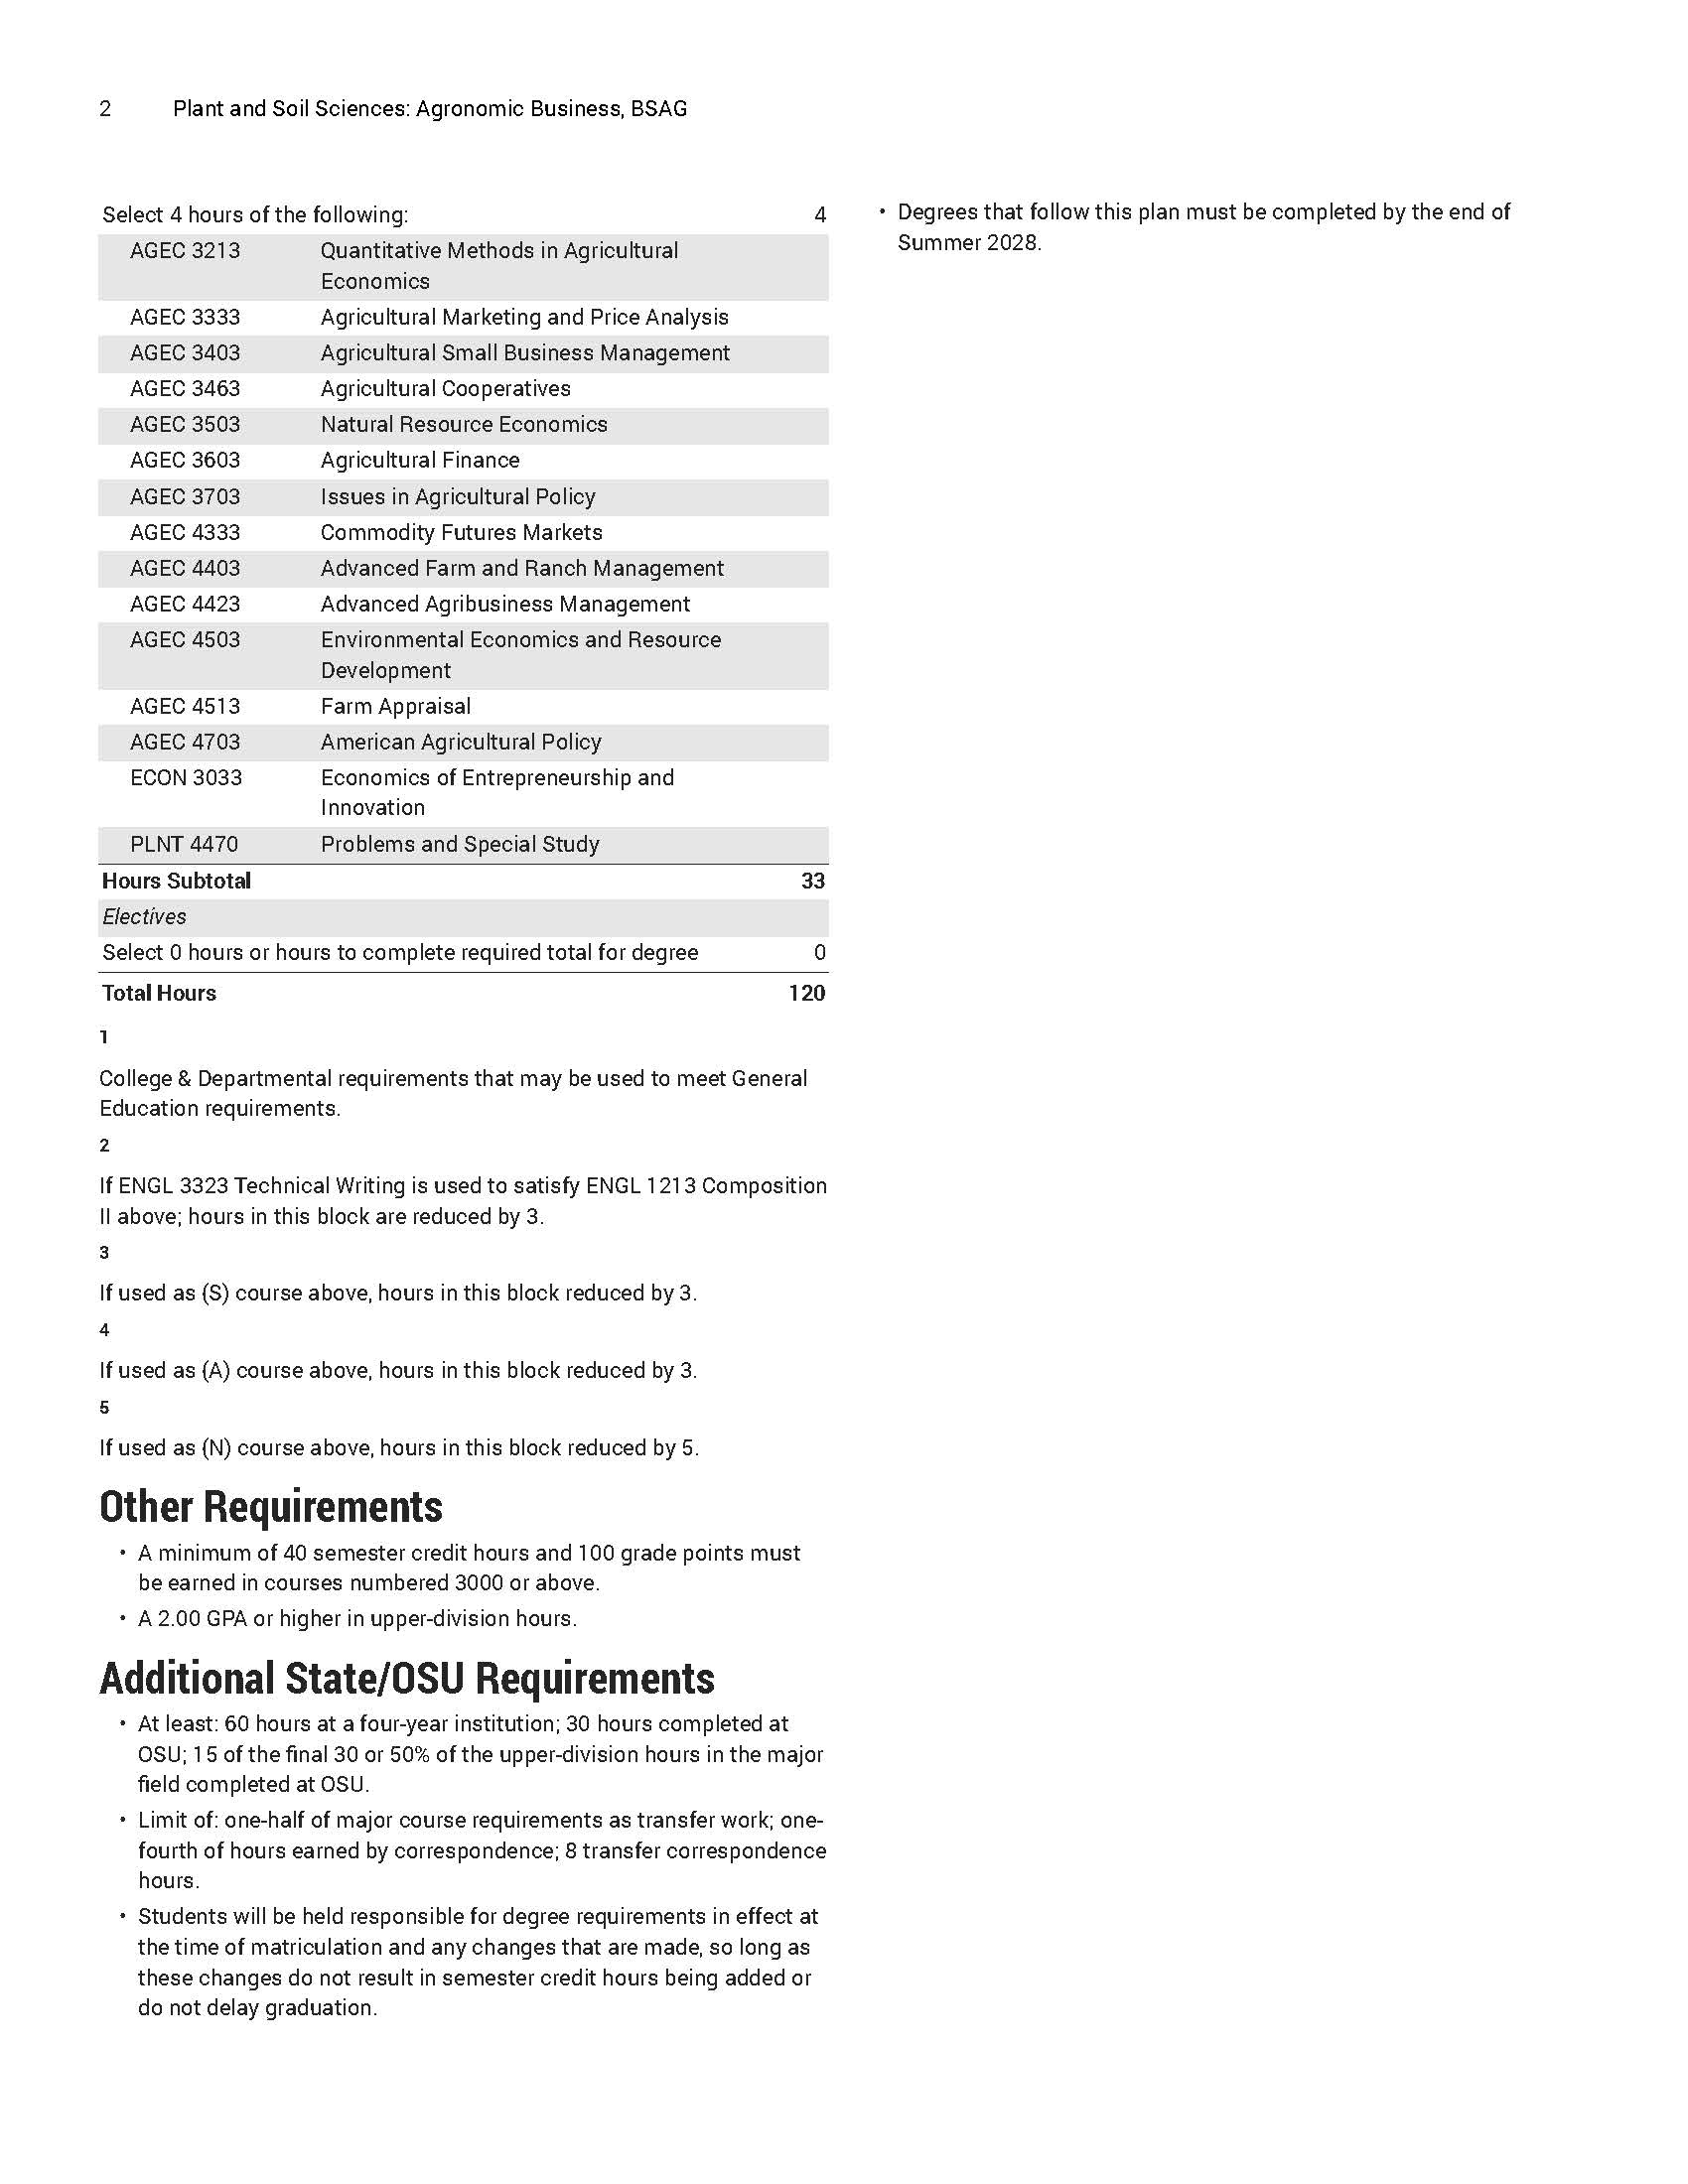 2 Plant and Soil Sciences: Agronomic Business, BSAG
Select 4 hours of the following: 4
AGEC 3213 Quantitative Methods in Agricultural
Economics
AGEC 3333 Agricultural Marketing and Price Analysis
AGEC 3403 Agricultural Small Business Management
AGEC 3463 Agricultural Cooperatives
AGEC 3503 Natural Resource Economics
AGEC 3603 Agricultural Finance
AGEC 3703 Issues in Agricultural Policy
AGEC 4333 Commodity Futures Markets
AGEC 4403 Advanced Farm and Ranch Management
AGEC 4423 Advanced Agribusiness Management
AGEC 4503 Environmental Economics and Resource
Development
AGEC 4513 Farm Appraisal
AGEC 4703 American Agricultural Policy
ECON 3033 Economics of Entrepreneurship and
Innovation
PLNT 4470 Problems and Special Study
Hours Subtotal 33
Electives
Select 0 hours or hours to complete required total for degree 0
Total Hours 120
1
College & Departmental requirements that may be used to meet General
Education requirements.
2
If ENGL 3323 Technical Writing is used to satisfy ENGL 1213 Composition
II above; hours in this block are reduced by 3.
3
If used as (S) course above, hours in this block reduced by 3.
4
If used as (A) course above, hours in this block reduced by 3.
5
If used as (N) course above, hours in this block reduced by 5.
Other Requirements
• A minimum of 40 semester credit hours and 100 grade points must
be earned in courses numbered 3000 or above.
• A 2.00 GPA or higher in upper-division hours.
Additional State/OSU Requirements
• At least: 60 hours at a four-year institution; 30 hours completed at
OSU; 15 of the final 30 or 50% of the upper-division hours in the major
field completed at OSU.
• Limit of: one-half of major course requirements as transfer work; one-
fourth of hours earned by correspondence; 8 transfer correspondence
hours.
• Students will be held responsible for degree requirements in effect at
the time of matriculation and any changes that are made, so long as
these changes do not result in semester credit hours being added or
do not delay graduation.
• Degrees that follow this plan must be completed by the end of
Summer 2028.